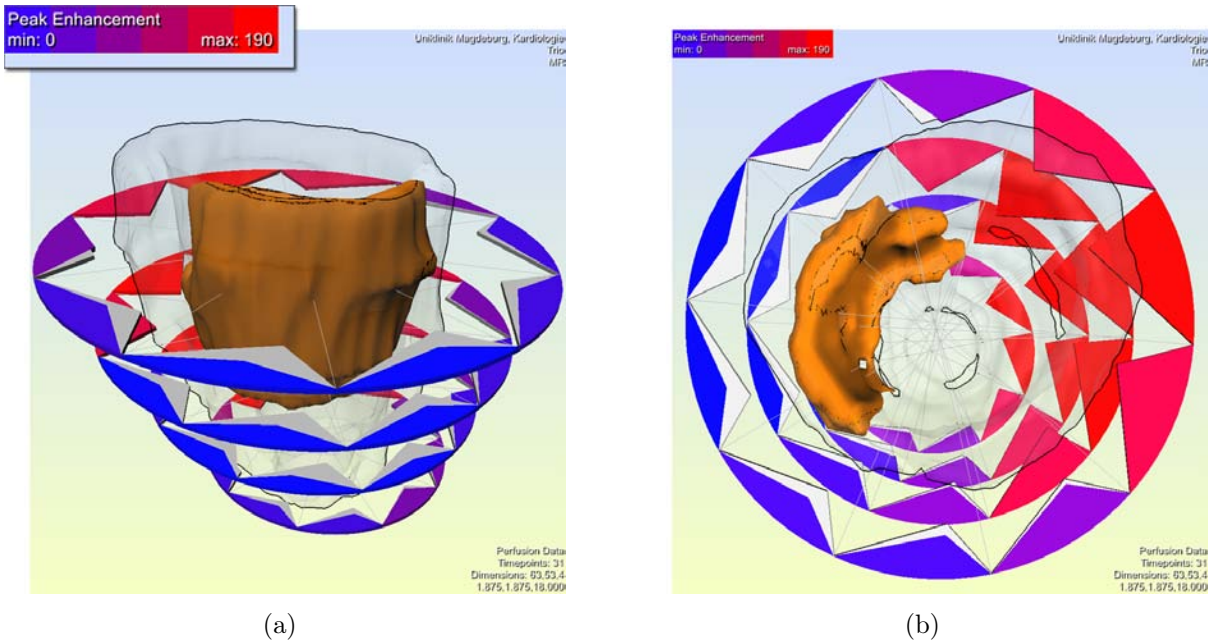 Peak Enhancement
min: 0 max: 190
Uniklinik Magdeburg, Kardiologie
Trio
MR
Perfusion Data
Timepoints: 31
Dimensions: 63,53,4
1.875,1.875,18.000
(a)
Peak Enhancement
min: 0 max: 190
Uniklinik Magdeburg, Kardiologie
Trio
MR
Perfusion Data
Timepoints: 31
Dimensions: 63,53,4
1.875,1.875,18.000
(b)